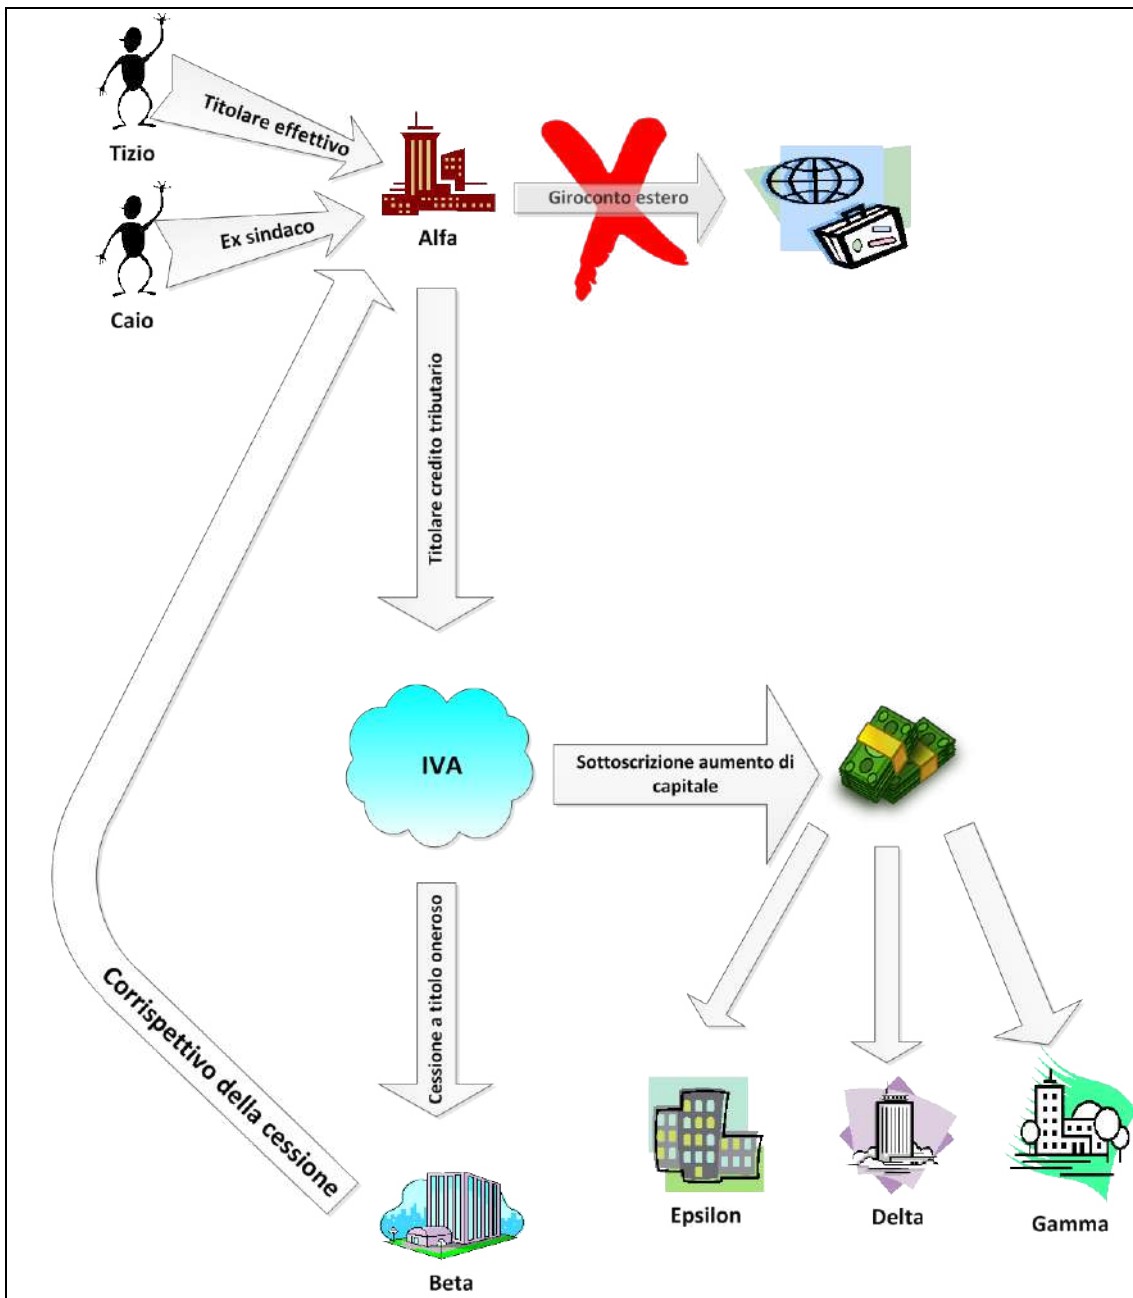 Titolare effettivo
Tizio
Ex sindaco
Caio
Alfa
Giroconto estero
Titolare credito tributario
IVA
Sottoscrizione aumento di
capitale
Cessione a titolo oneroso
Corrispettivo della cessione
Epsilon
Delta
Gamma
Beta